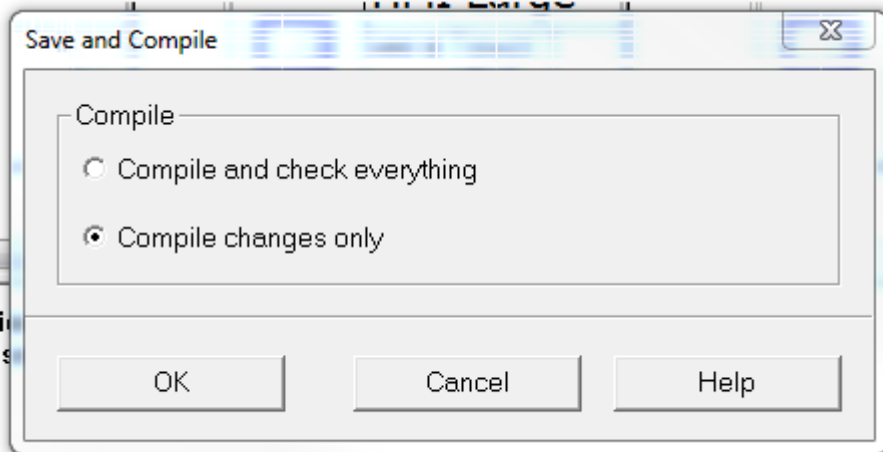 Save and Compile
Compile
Compile and check everything
Compile changes only
OK
Cancel
Help